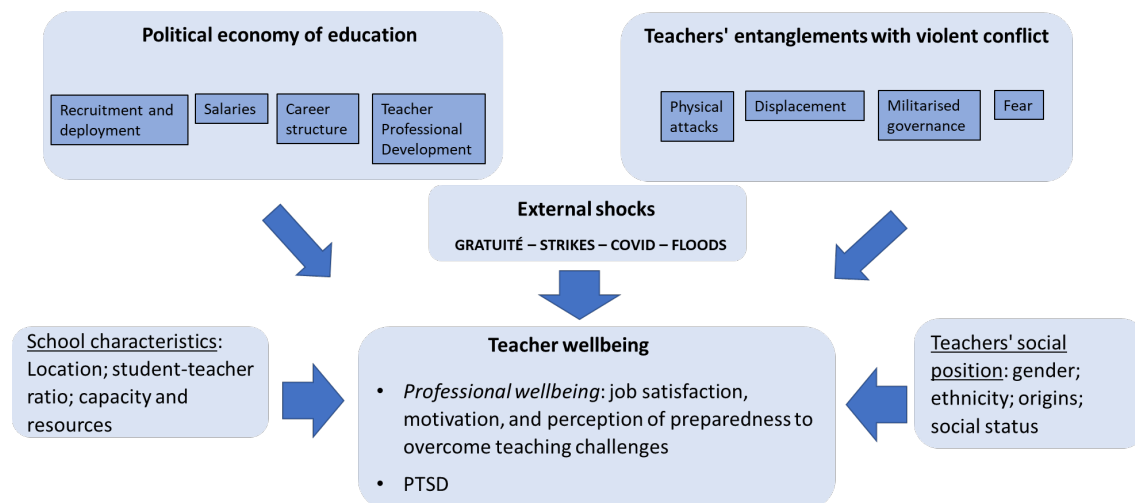 Political economy of education
Recruitment and
deployment
Salaries
Career
structure
Teacher
Professional
Development
Teachers' entanglements with violent conflict
Physical
attacks
Displacement
Militarised
governance
Fear
External shocks
GRATUITÉ – STRIKES – COVID – FLOODS
School characteristics:
Location; student-teacher
ratio; capacity and
resources
Teacher wellbeing
• Professional wellbeing: job satisfaction,
motivation, and perception of preparedness to
overcome teaching challenges
• PTSD
Teachers' social
position: gender;
ethnicity; origins;
social status